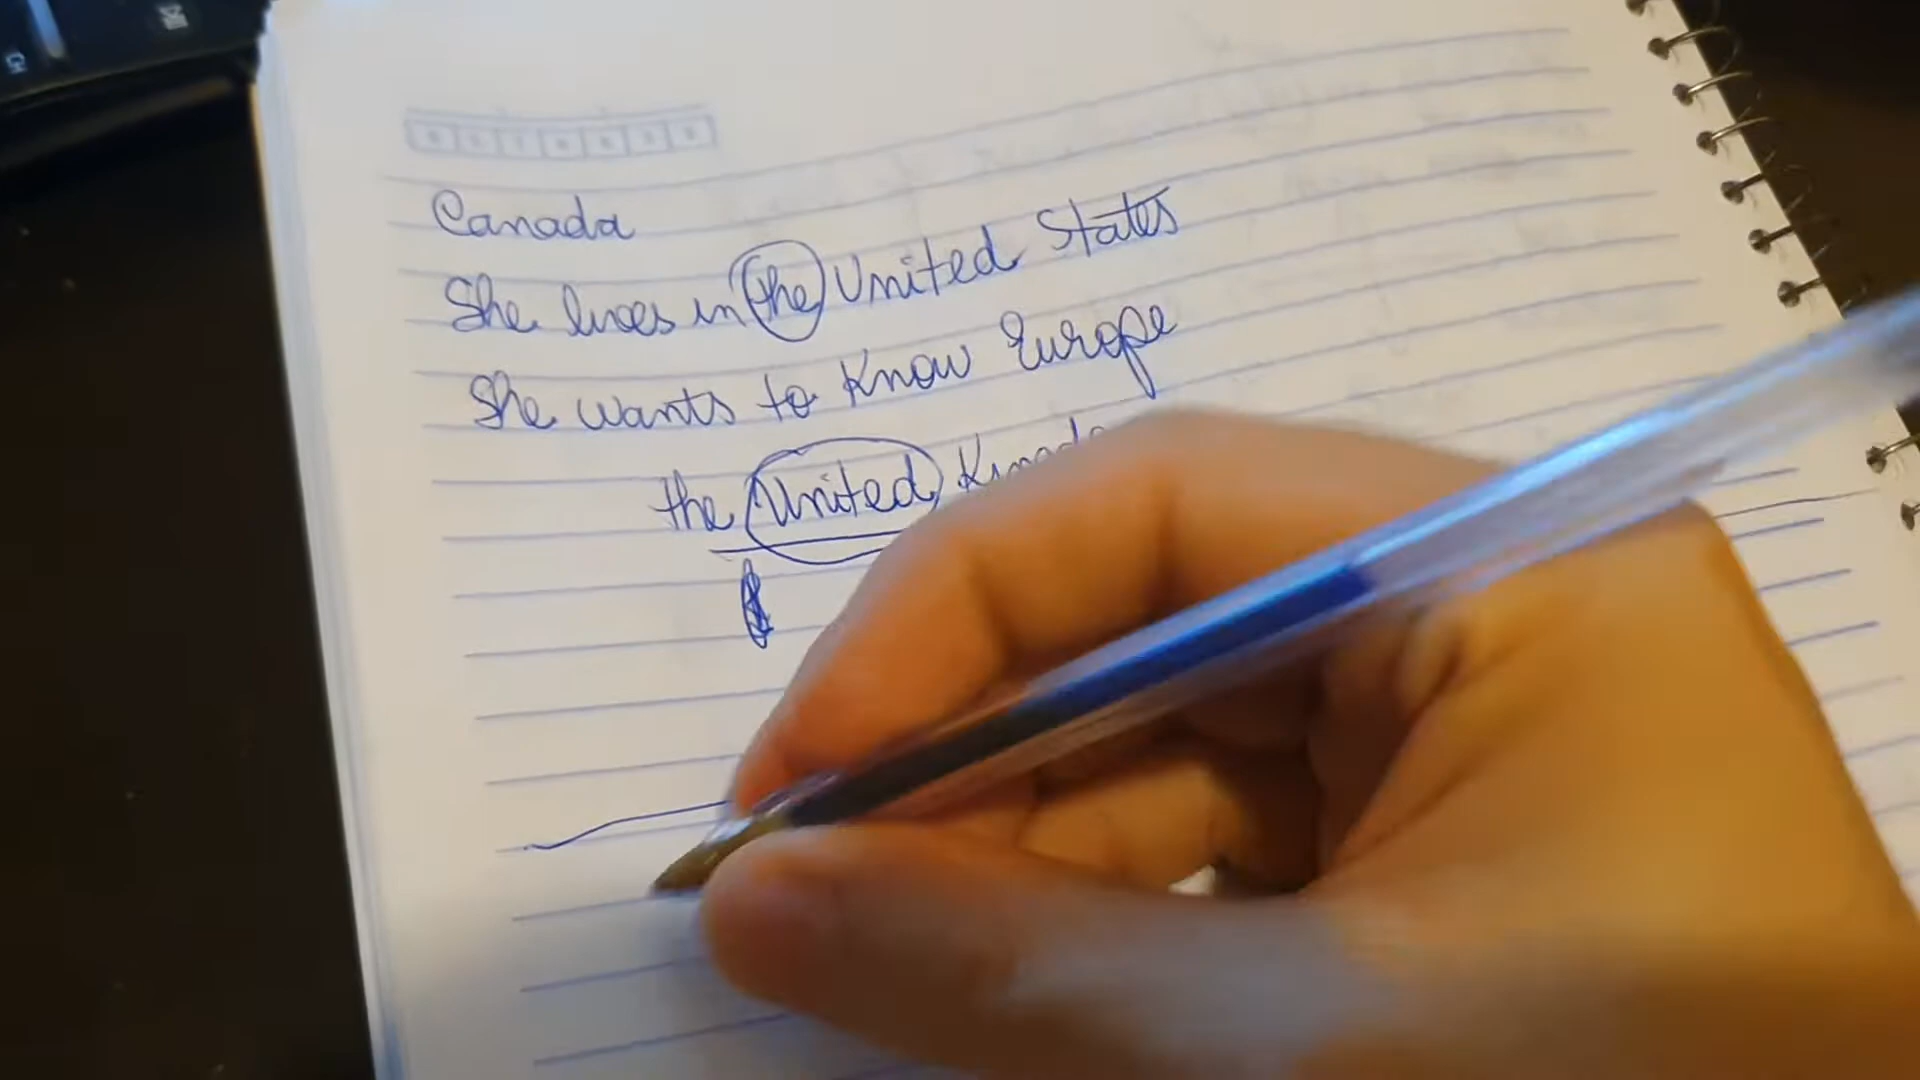 Canada
She lives in the United States
She wants to know Europe
the United